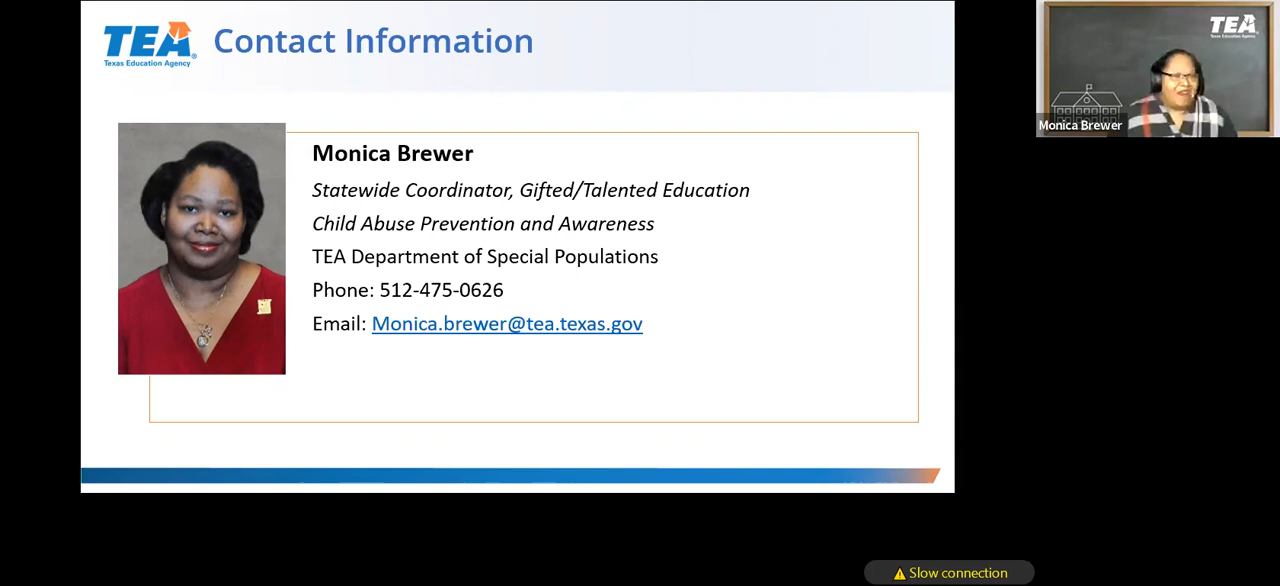 TEA
Texas Education Agency
Contact Information
Monica Brewer
Statewide Coordinator, Gifted/Talented Education
Child Abuse Prevention and Awareness
TEA Department of Special Populations
Phone: 512-475-0626
Email: Monica.brewer@tea.texas.gov
TEA
Texas Education Agency
Monica Brewer
Slow connection